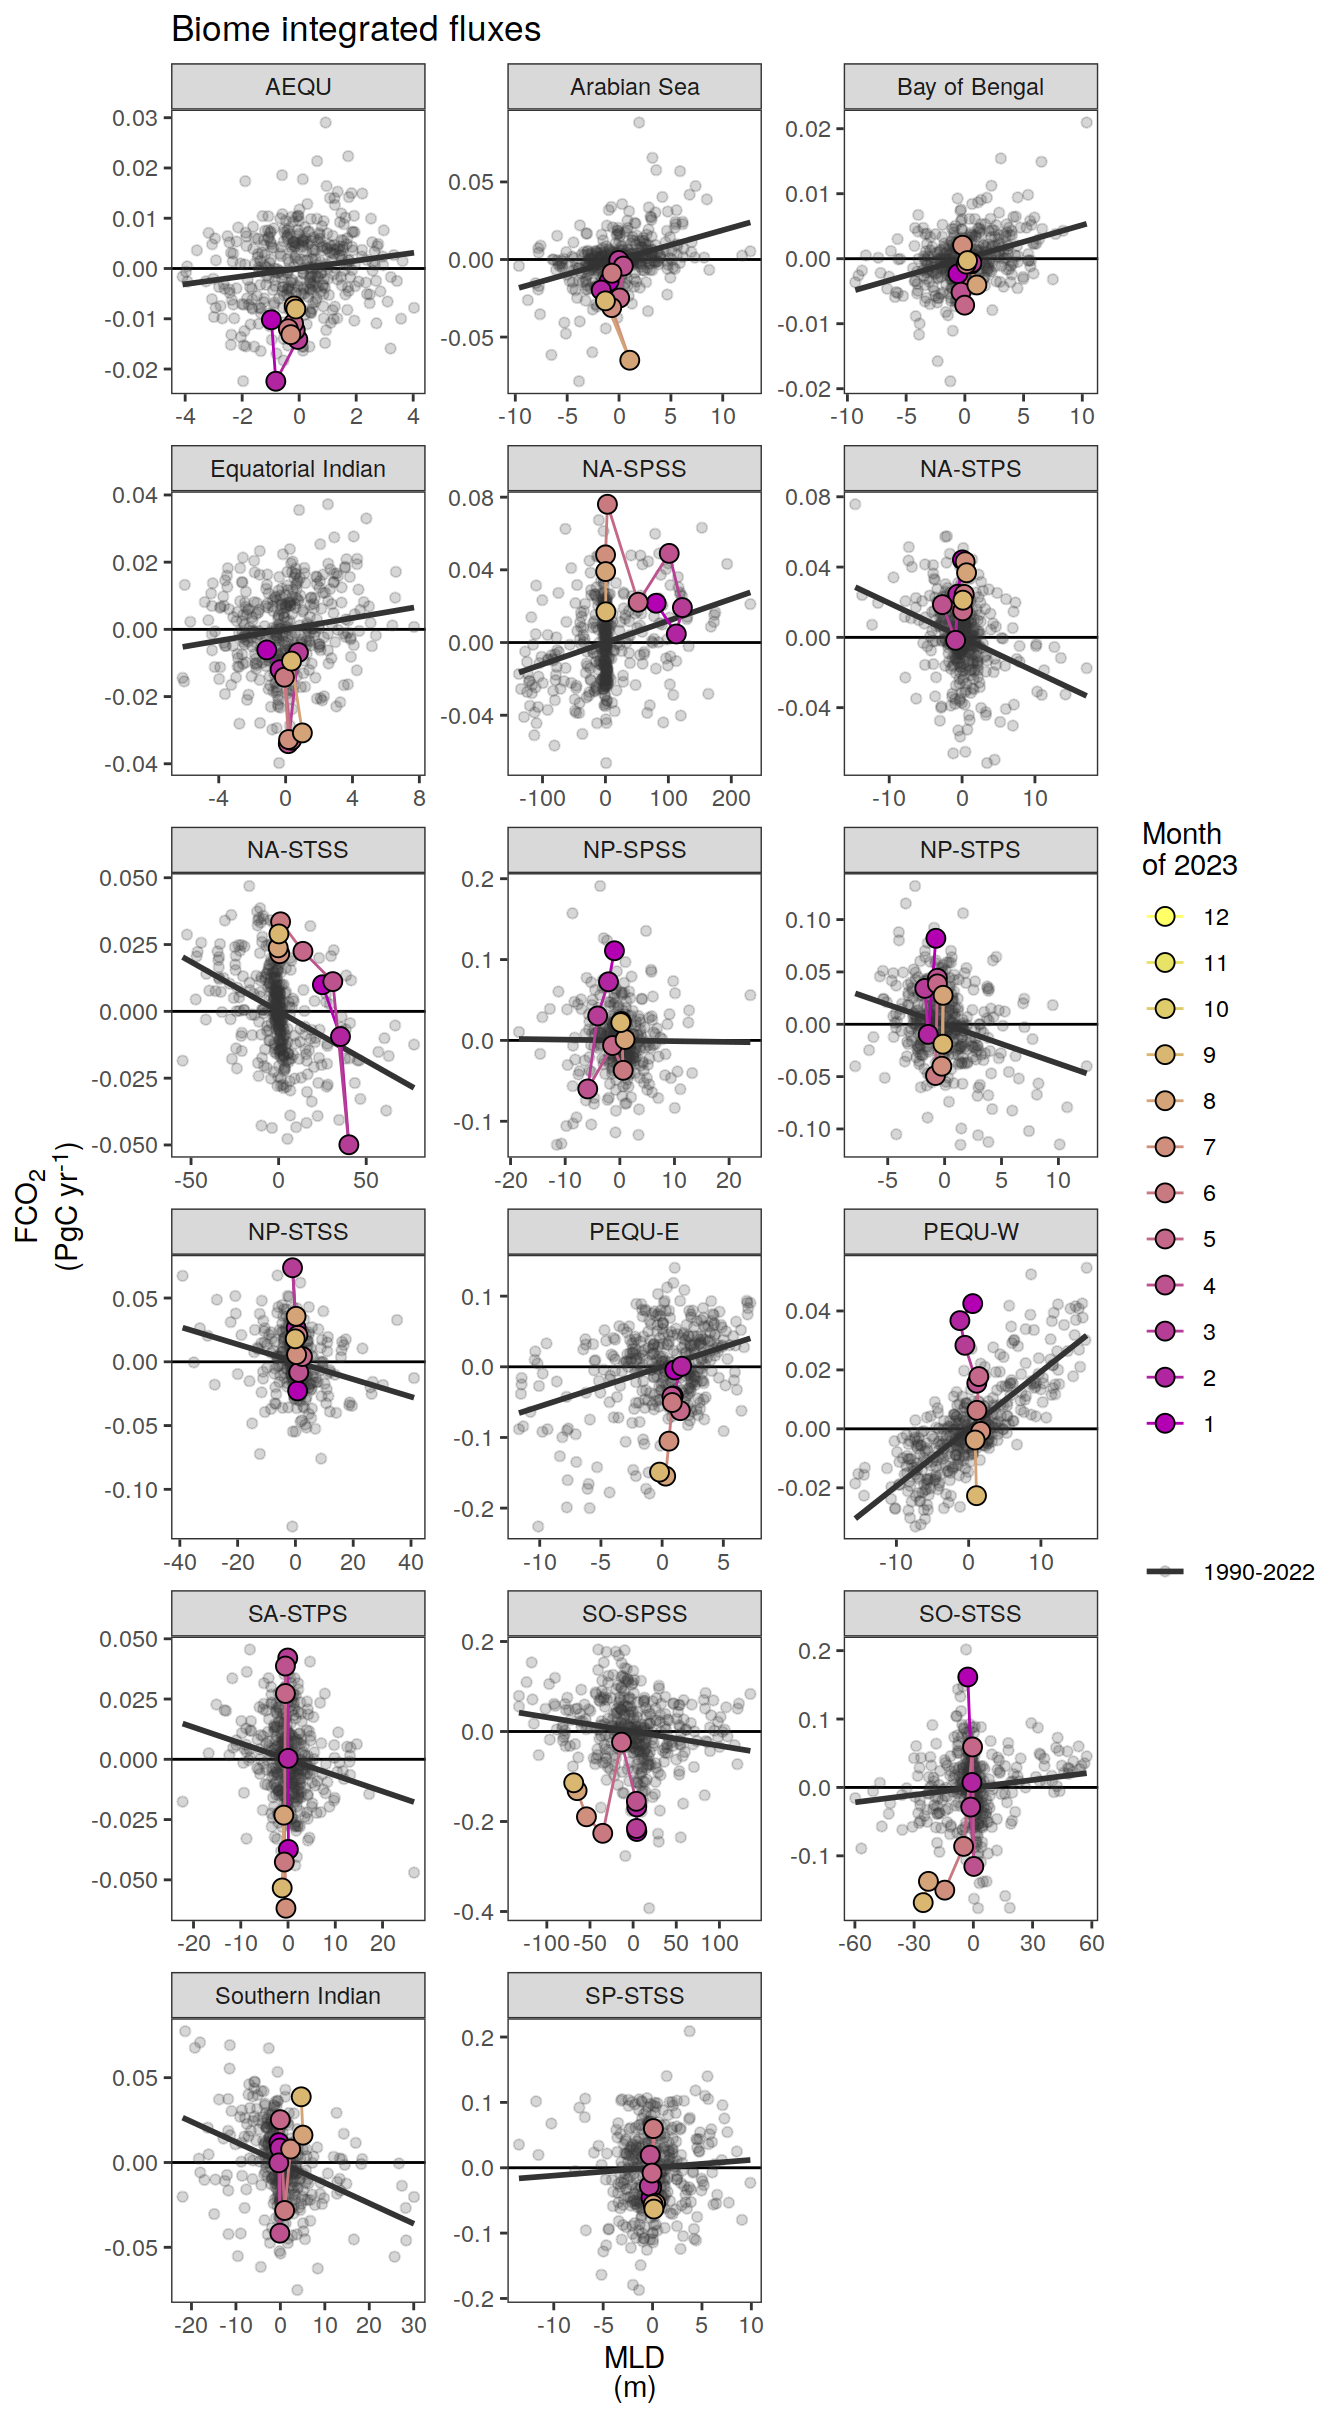 Biome integrated fluxes
AEQU
Arabian Sea
Bay of Bengal
0.03
0.02
0.01
0.00
-0.01
-0.02
0.05
0.00
-0.05
0.02
0.01
0.00
-0.01
-0.02
-4 -2 0 2 4
-10 -5 0 5 10
-10 -5 0 5 10
Equatorial Indian
NA-SPSS
NA-STPS
0.04
0.02
0.00
-0.02
-0.04
0.08
0.04
0.00
-0.04
0.08
0.04
0.00
-0.04
-4 0 4 8
-100 0 100 200
-10 0 10
NA-STSS
NP-SPSS
NP-STPS
0.050
0.025
0.000
-0.025
-0.050
0.2
0.1
0.0
-0.1
0.10
0.05
0.00
-0.05
-0.10
-50 0 50
-20 -10 0 10 20
-5 0 5 10
NP-STSS
PEQU-E
PEQU-W
0.05
0.00
-0.05
-0.10
0.1
0.0
-0.1
-0.2
0.04
0.02
0.00
-0.02
-40 -20 0 20 40
-10 -5 0 5
-10 0 10
SA-STPS
SO-SPSS
SO-STSS
0.050
0.025
0.000
-0.025
-0.050
0.2
0.0
-0.2
-0.4
0.2
0.1
0.0
-0.1
-20 -10 0 10 20
-100 -50 0 50 100
-60 -30 0 30 60
Southern Indian
SP-STSS
0.05
0.00
-0.05
0.2
0.1
0.0
-0.1
-0.2
-20 -10 0 10 20 30
-10 -5 0 5 10
MLD
(m)
FCO2
(PgC yr-1)
Month
of 2023
12
11
10
9
8
7
6
5
4
3
2
1
1990-2022